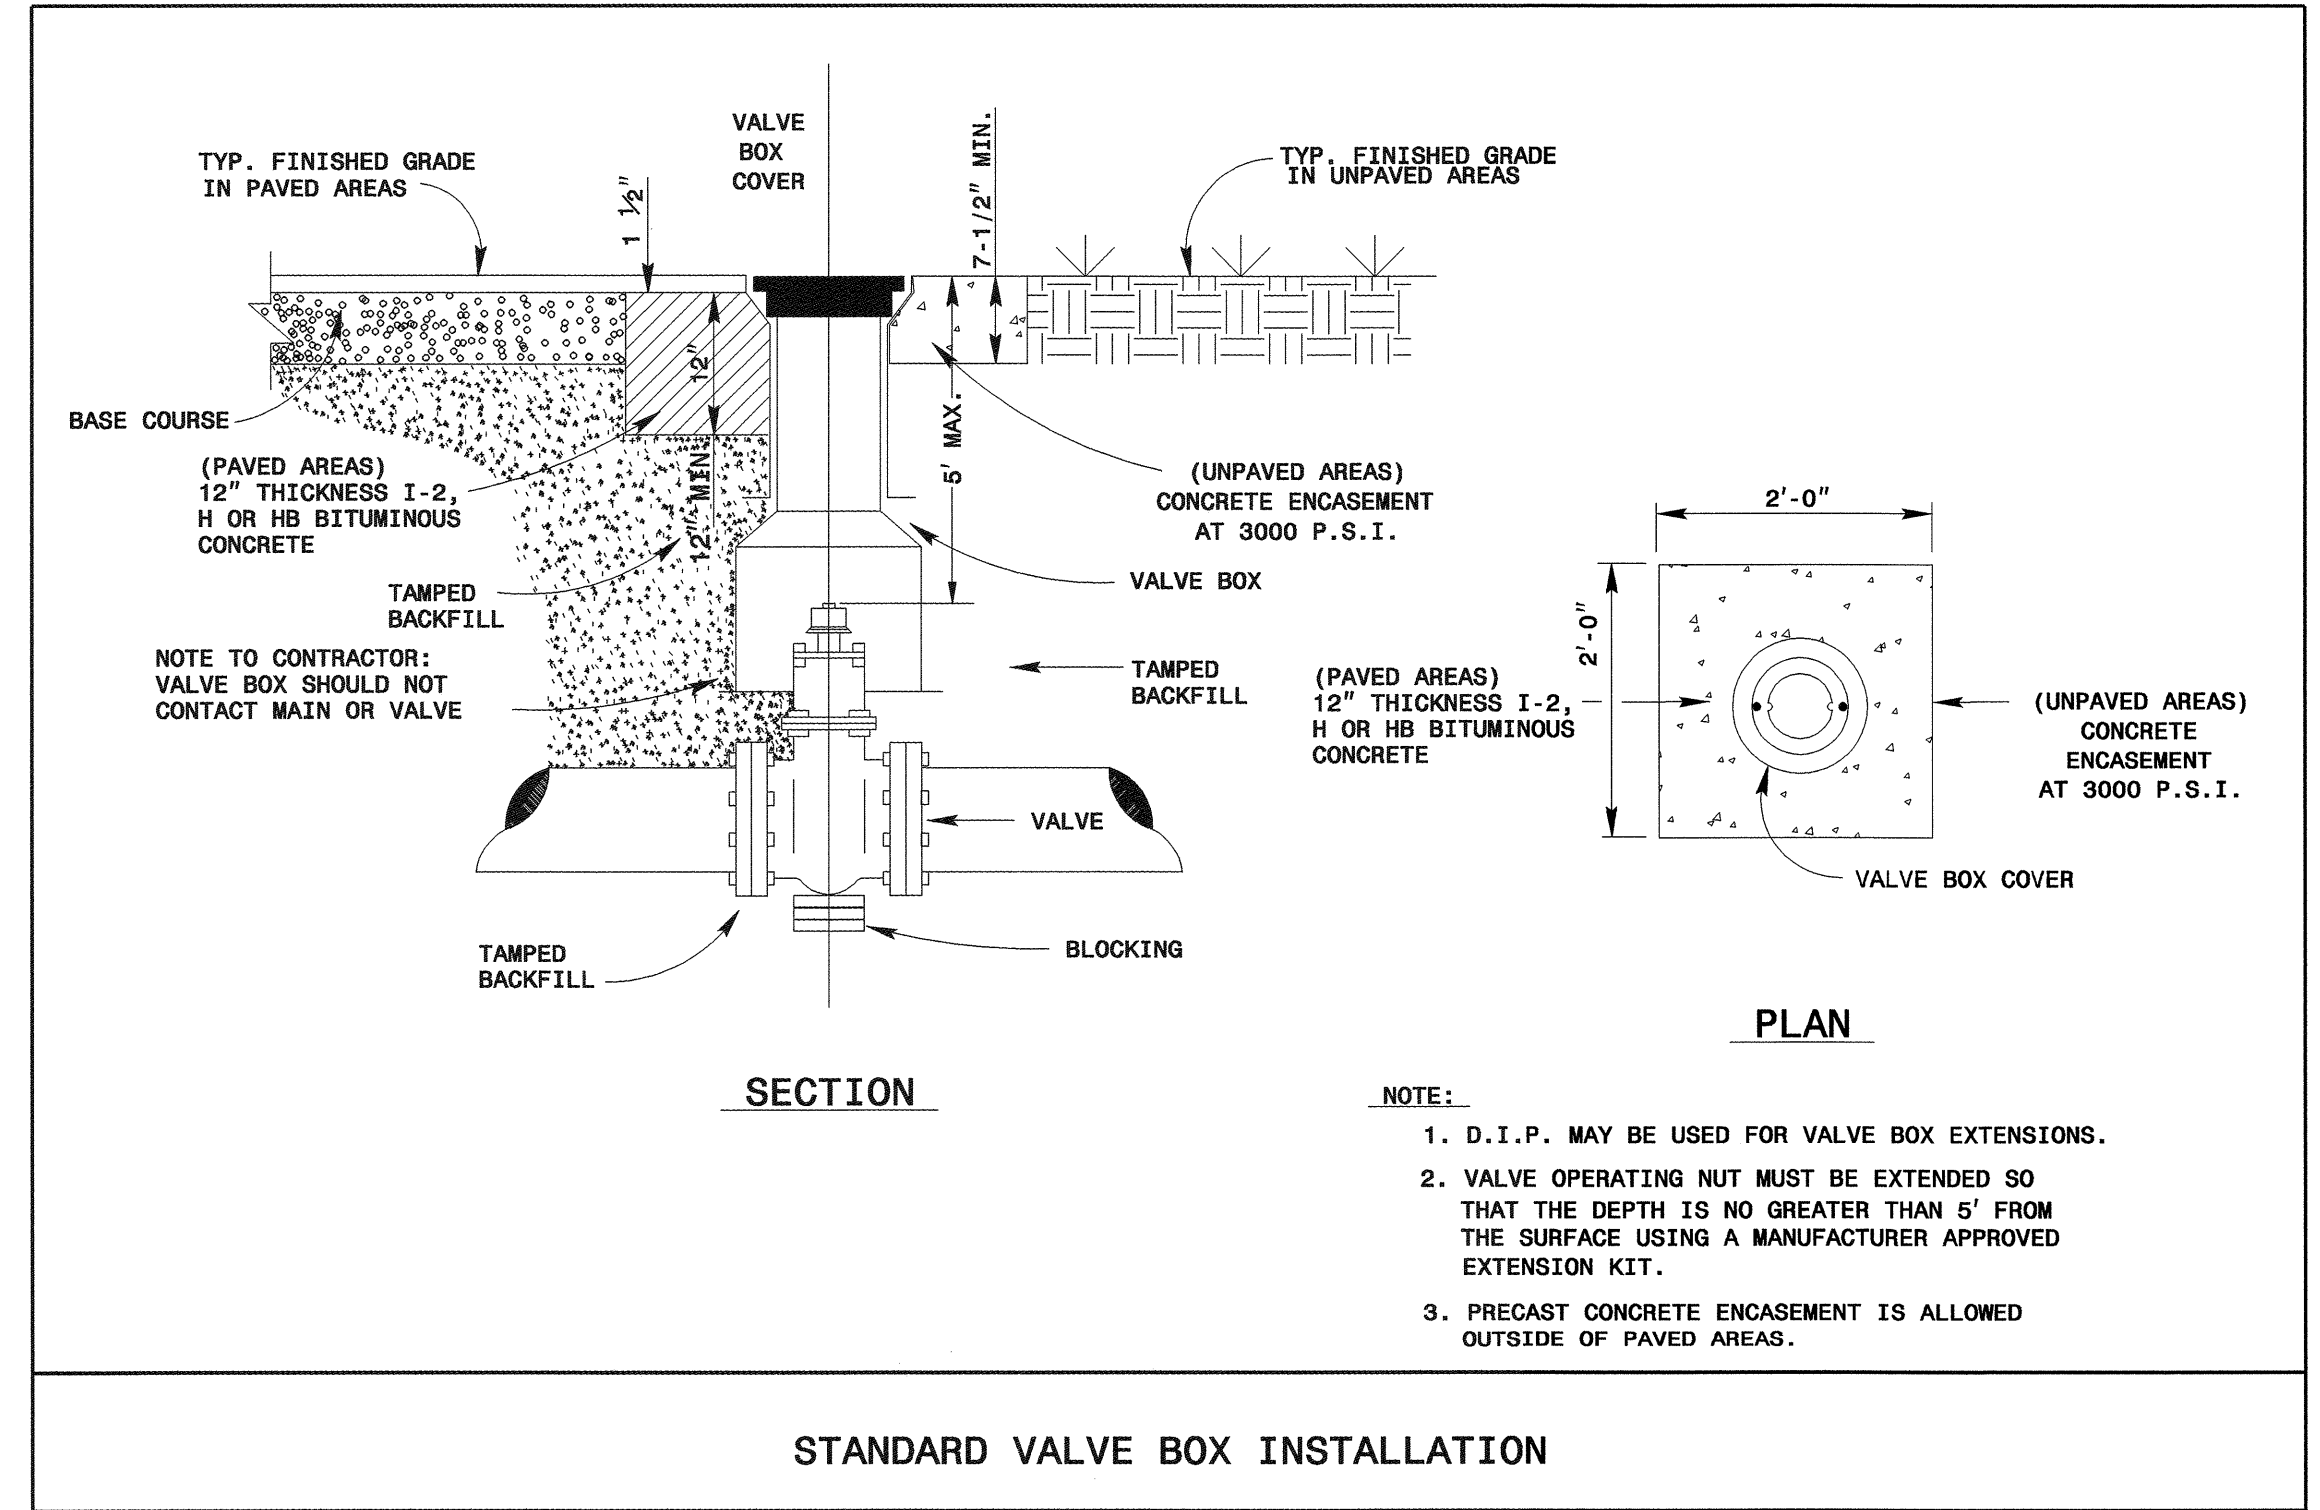 VALVE
BOX
COVER
TYP. FINISHED GRADE
IN PAVED AREAS
1 ½"
7-1/2" MIN.
TYP. FINISHED GRADE
IN UNPAVED AREAS
12"
BASE COURSE
(PAVED AREAS)
12" THICKNESS I-2,
H OR HB BITUMINOUS
CONCRETE
12" MIN.
5' MAX.
(UNPAVED AREAS)
CONCRETE ENCASEMENT
AT 3000 P.S.I.
VALVE BOX
TAMPED
BACKFILL
NOTE TO CONTRACTOR:
VALVE BOX SHOULD NOT
CONTACT MAIN OR VALVE
TAMPED
BACKFILL
VALVE
TAMPED
BACKFILL
BLOCKING
SECTION
2'-0"
2'-0"
(PAVED AREAS)
12" THICKNESS I-2,
H OR HB BITUMINOUS
CONCRETE
(UNPAVED AREAS)
CONCRETE
ENCASEMENT
AT 3000 P.S.I.
VALVE BOX COVER
PLAN
NOTE:
1. D.I.P. MAY BE USED FOR VALVE BOX EXTENSIONS.
2. VALVE OPERATING NUT MUST BE EXTENDED SO
THAT THE DEPTH IS NO GREATER THAN 5' FROM
THE SURFACE USING A MANUFACTURER APPROVED
EXTENSION KIT.
3. PRECAST CONCRETE ENCASEMENT IS ALLOWED
OUTSIDE OF PAVED AREAS.
STANDARD VALVE BOX INSTALLATION